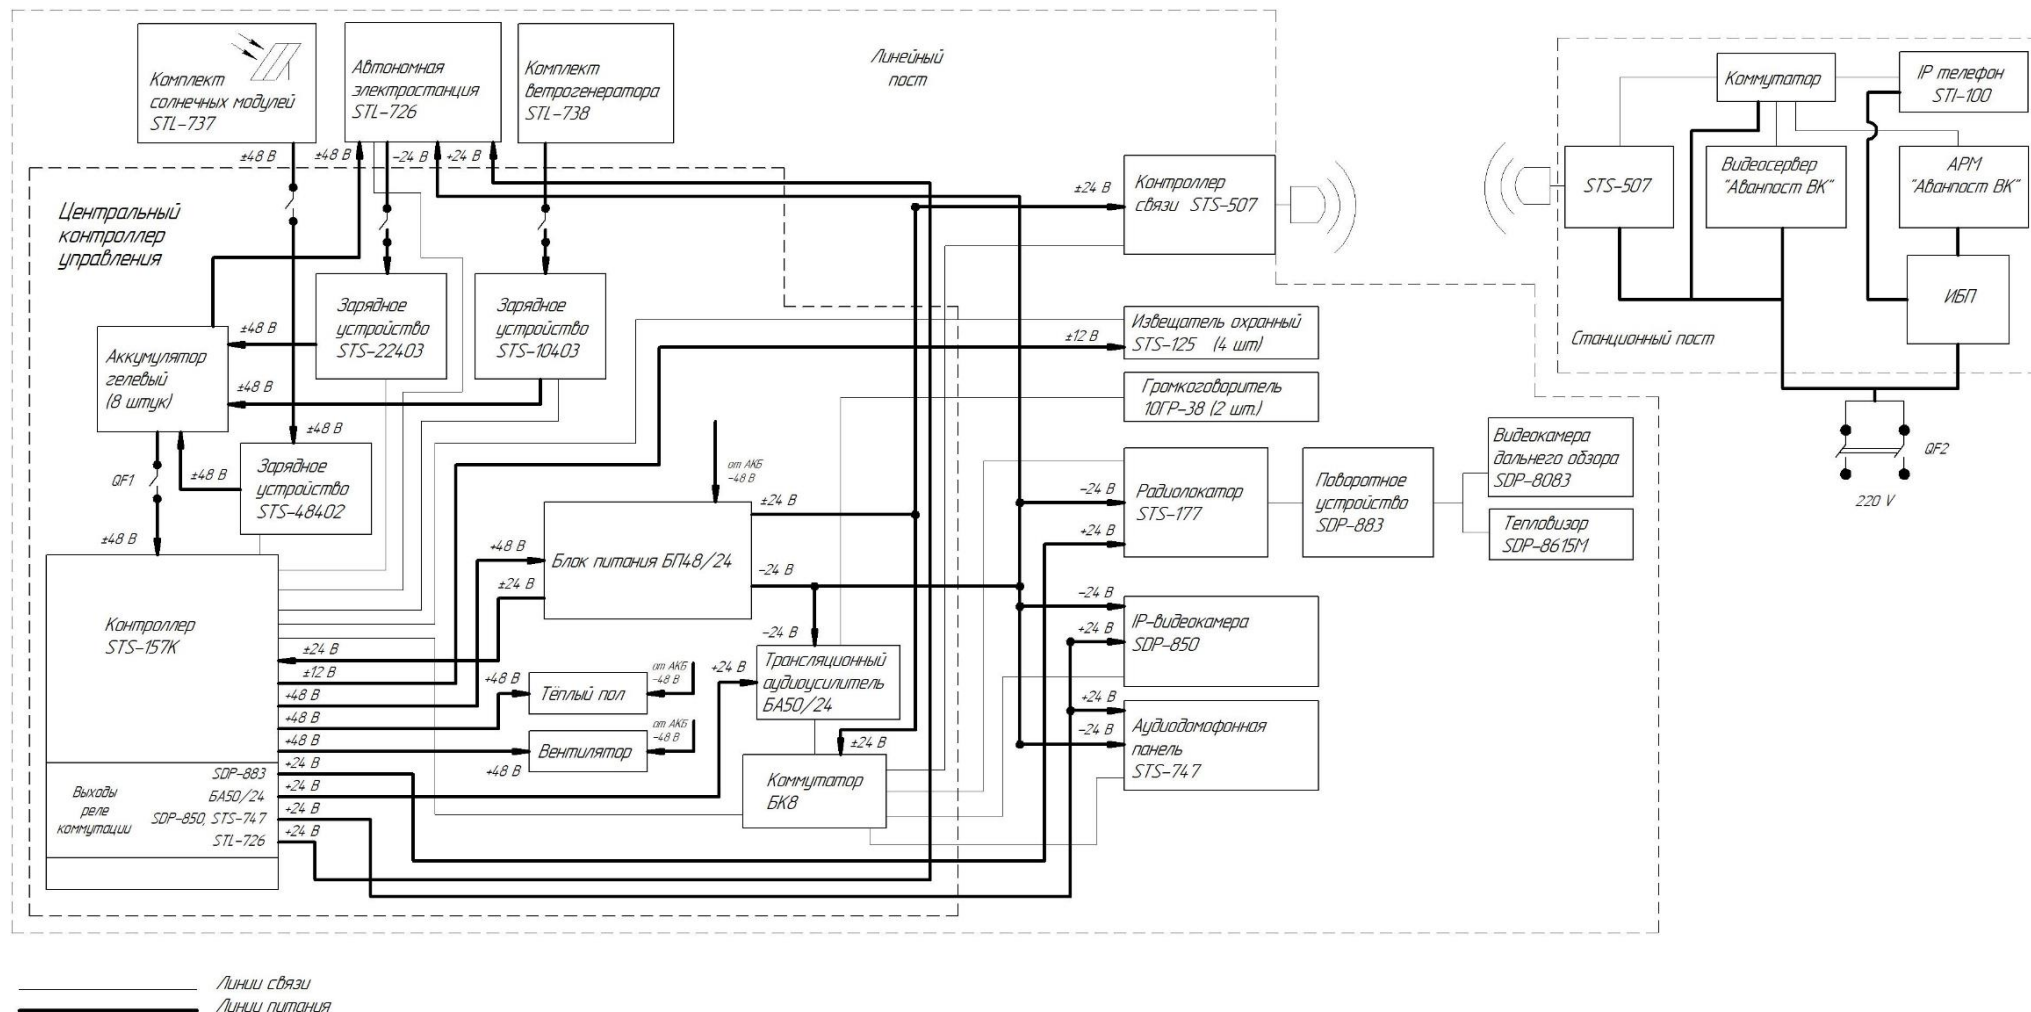 Комплект
солнечных модулей
STL-737
Автономная
электростанция
STL-726
Комплект
ветрогенератора
STL-738
Линейный
пост
±48 В
±48 В
-24 В
+24 В
Центральный
контроллер
управления
Контроллер
связи STS-507
±24 В
Зарядное
устройство
STS-22403
Зарядное
устройство
STS-10403
Аккумулятор
гелевый
(8 штук)
±48 В
±48 В
±48 В
±48 В
Зарядное
устройство
STS-48402
QF1
±48 В
Извещатель охранный
STS-125 (4 шт)
±12 В
Громкоговоритель
10ГР-38 (2 шт.)
от АКБ
-48 В
±24 В
Блок питания БП48/24
+48 В
±24 В
-24 В
Радиолокатор
STS-177
-24 В
+24 В
Поворотное
устройство
SDP-883
Видеокамера
дальнего обзора
SDP-8083
Тепловизор
SDP-8615М
IP-видеокамера
SDP-850
-24 В
+24 В
Аудиодомофонная
панель
STS-747
+24 В
-24 В
Контроллер
STS-157К
±24 В
±12 В
+48 В
+48 В
+48 В
+24 В
+24 В
+24 В
+24 В
Выходы
реле
коммутации
SDP-883
БА50/24
SDP-850, STS-747
STL-726
Тёплый пол
+48 В
от АКБ
-48 В
Вентилятор
+48 В
от АКБ
-48 В
Трансляционный
аудиоусилитель
БА50/24
-24 В
+24 В
Коммутатор
БК8
±24 В
Коммутатор
IP телефон
STI-100
STS-507
Видеосервер
"Аванпост ВК"
АРМ
"Аванпост ВК"
ИБП
Станционный пост
QF2
220 V
Линии связи
Линии питания